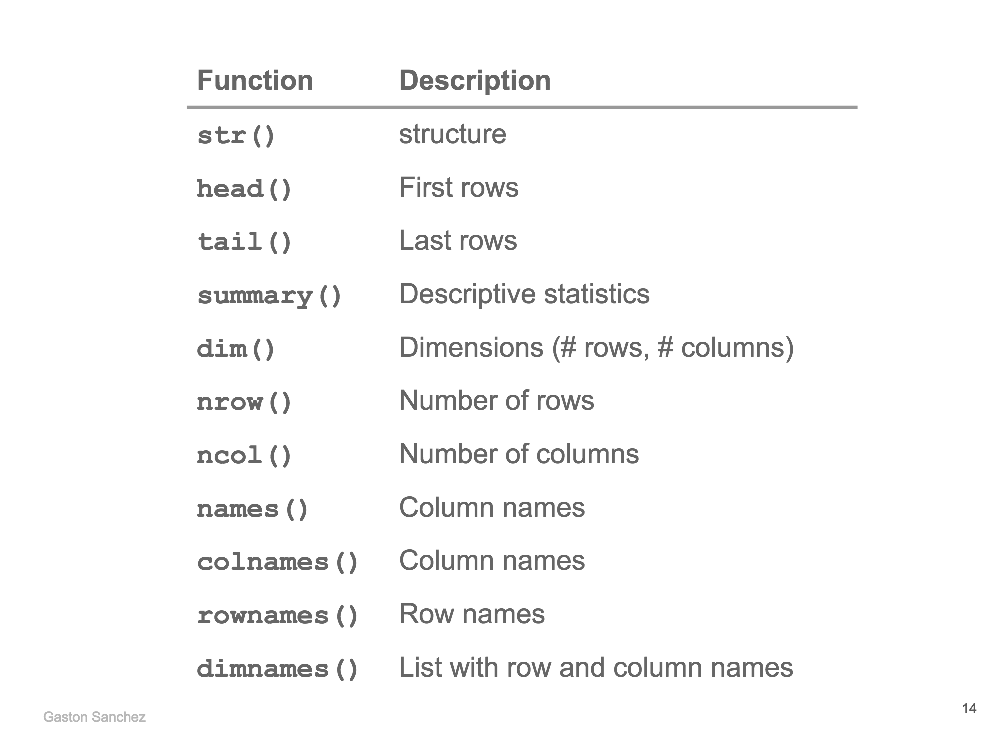 Function Description
str() structure
head() First rows
tail() Last rows
summary() Descriptive statistics
dim() Dimensions (# rows, # columns)
nrow() Number of rows
ncol() Number of columns
names() Column names
colnames() Column names
rownames() Row names
dimnames() List with row and column names
Gaston Sanchez
14